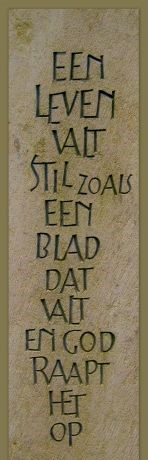 EEN
LEVEN
VALT
STIL ZOALS
EEN
BLAD
DAT
VALT
EN GOD
RAAPT
HET
OP